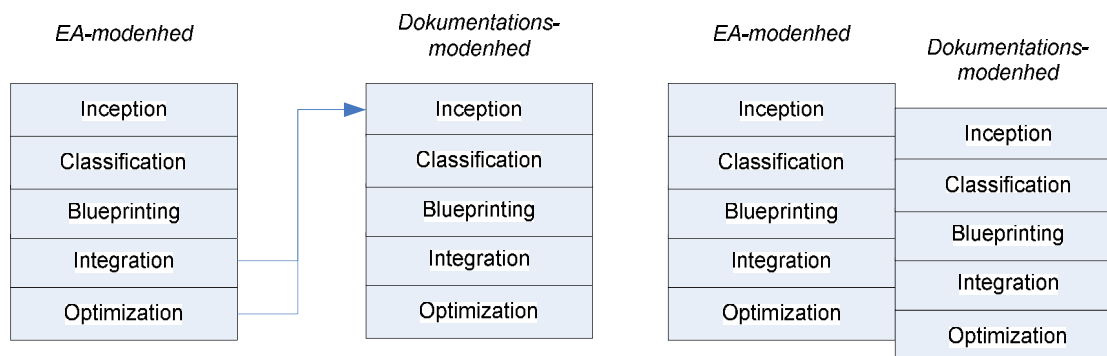 EA-modenhed
Inception
Classification
Blueprinting
Integration
Optimization
Dokumentations-
modenhed
Inception
Classification
Blueprinting
Integration
Optimization
EA-modenhed
Inception
Classification
Blueprinting
Integration
Optimization
Dokumentations-
modenhed
Inception
Classification
Blueprinting
Integration
Optimization